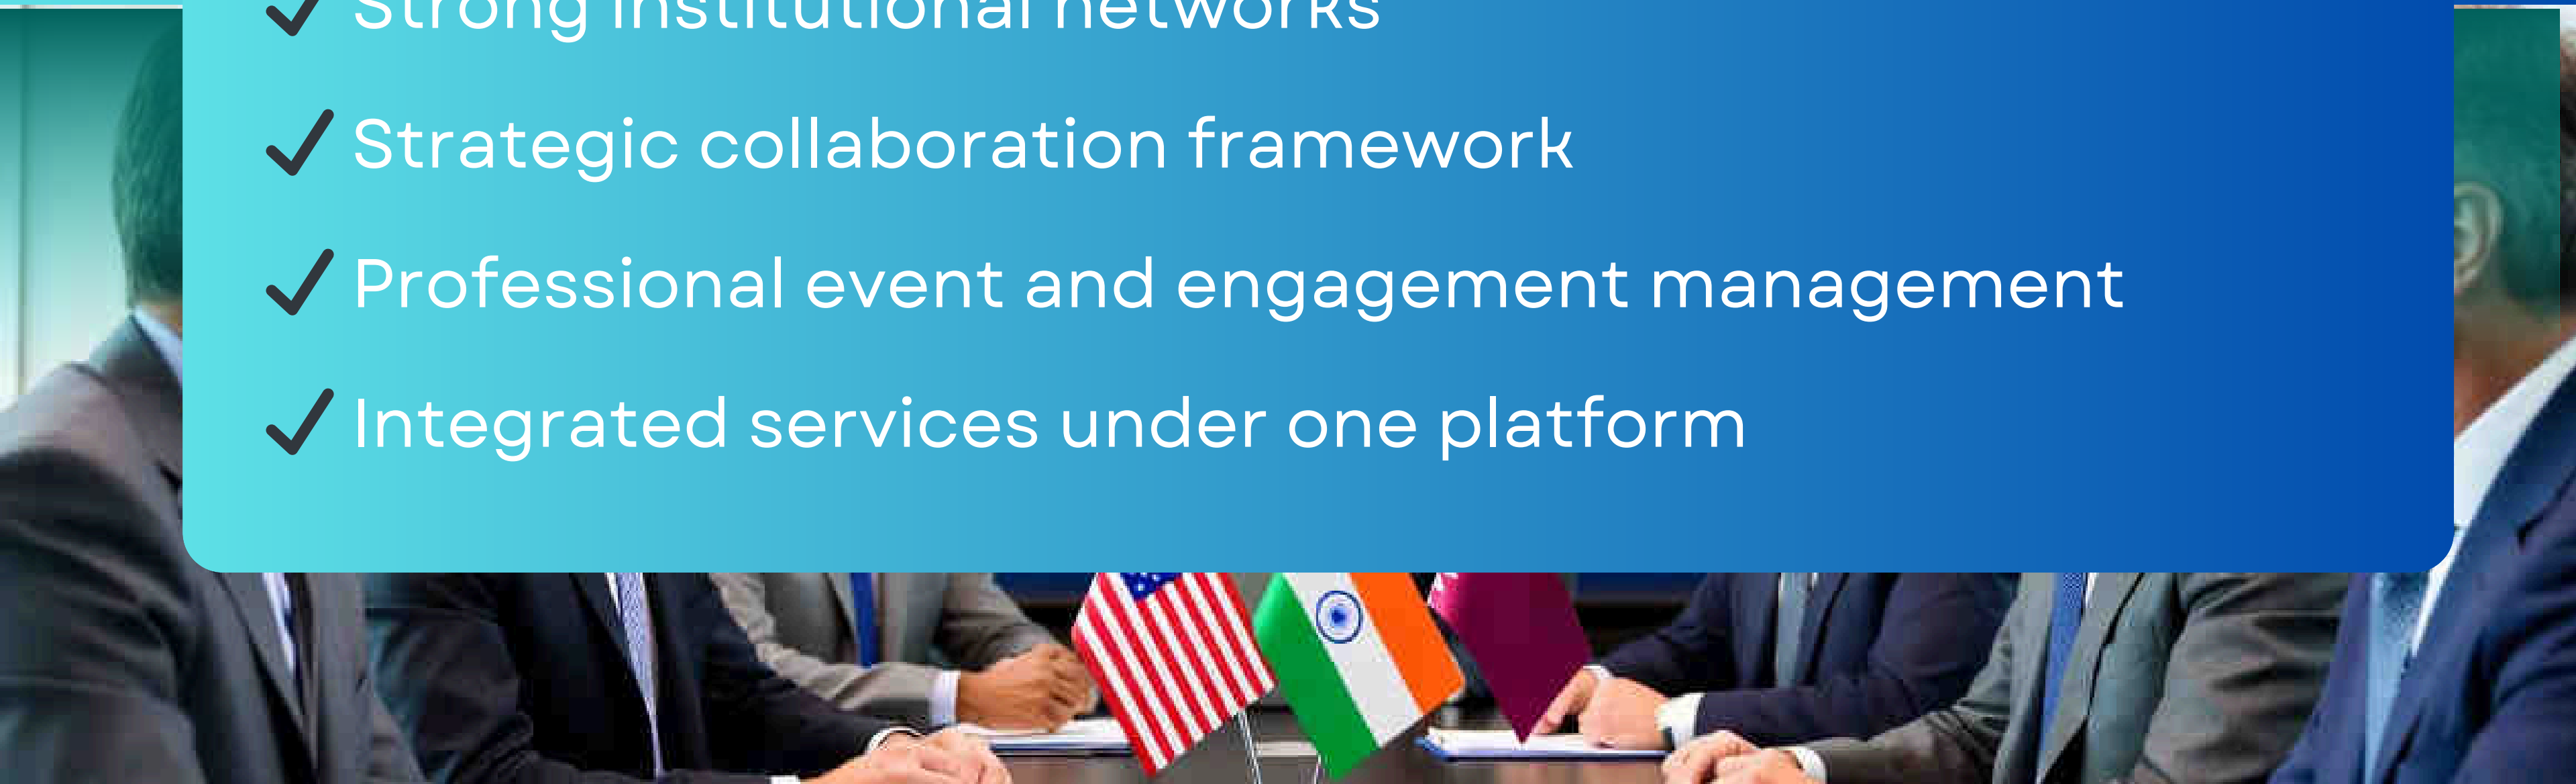 Strong institutional networks
Strategic collaboration framework
Professional event and engagement management
Integrated services under one platform